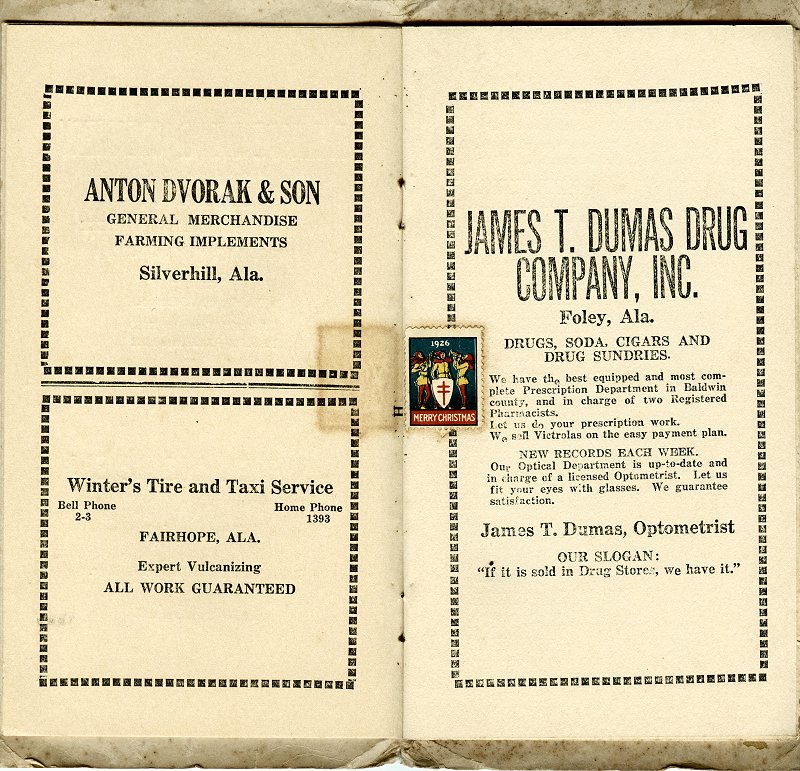 ANTON DVORAK & SON
GENERAL MERCHANDISE
FARMING IMPLEMENTS
Silverhill, Ala.
Winter's Tire and Taxi Service
Bell Phone
2-3
Home Phone
1393
FAIRHOPE, ALA.
Expert Vulcanizing
ALL WORK GUARANTEED
1926
MERRY CHRISTMAS
H
JAMES T. DUMAS DRUG
COMPANY, INC.
Foley, Ala.
DRUGS, SODA, CIGARS AND
DRUG SUNDRIES.
We have the best equipped and most com-
plete Prescription Department in Baldwin
county, and in charge of two Registered
Pharmacists.
Let us do your prescription work.
We sell Victrolas on the easy payment plan.
NEW RECORDS EACH WEEK.
Our Optical Department is up-to-date and
in charge of a licensed Optometrist. Let us
fit your eyes with glasses. We guarantee
satisfaction.
James T. Dumas, Optometrist
OUR SLOGAN:
"If it is sold in Drug Stores, we have it."